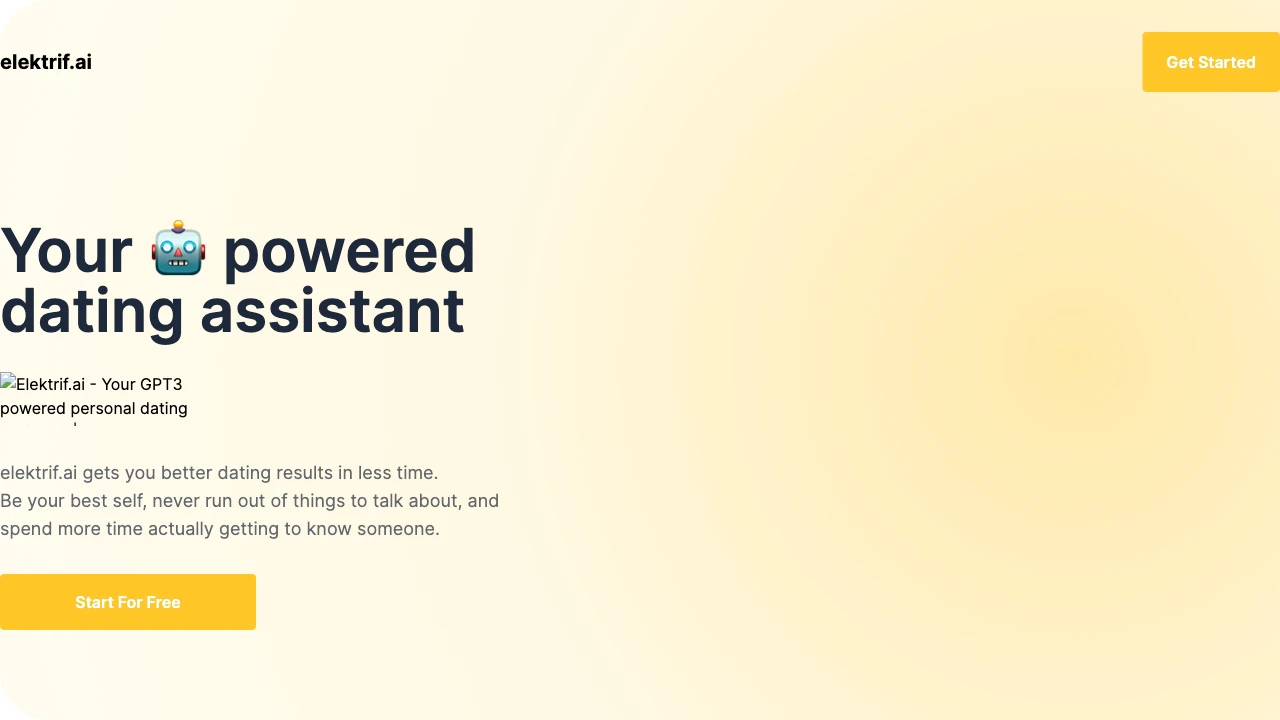 elektrif.ai
Get Started
Your 🤖 powered
dating assistant
Elektrif.ai - Your GPT3
powered personal dating
elektrif.ai gets you better dating results in less time.
Be your best self, never run out of things to talk about, and
spend more time actually getting to know someone.
Start For Free